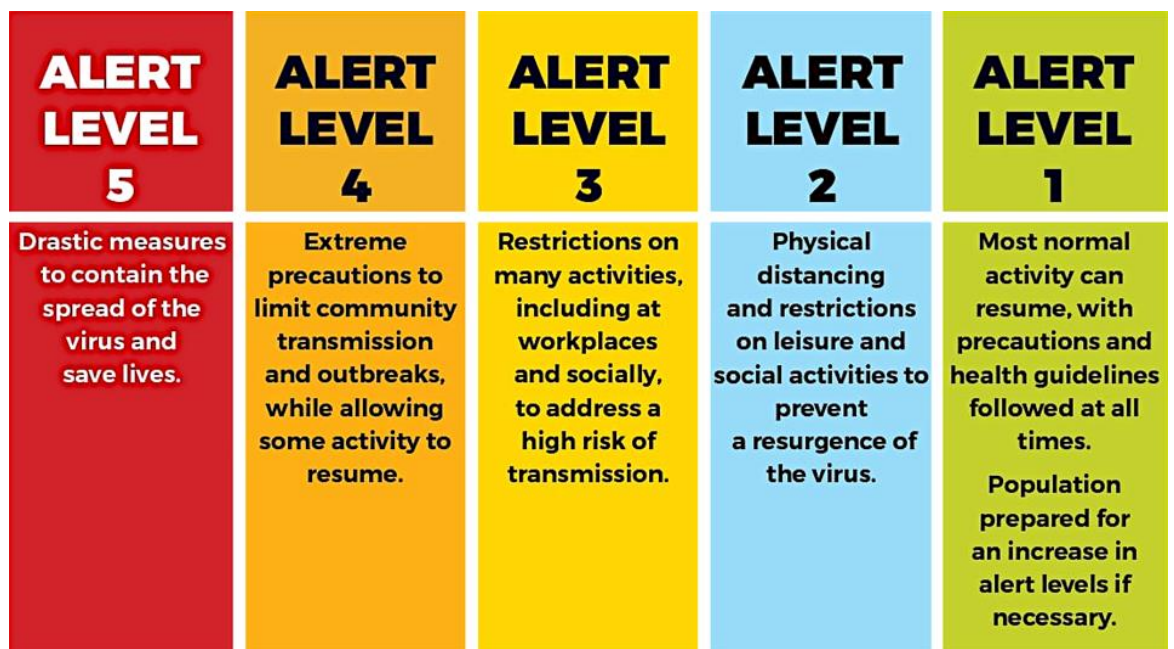 ALERT
LEVEL
5
Drastic measures
to contain the
spread of the
virus and
save lives.
ALERT
LEVEL
4
Extreme
precautions to
limit community
transmission
and outbreaks,
while allowing
some activity to
resume.
ALERT
LEVEL
3
Restrictions on
many activities,
including at
workplaces
and socially,
to address a
high risk of
transmission.
ALERT
LEVEL
2
Physical
distancing
and restrictions
on leisure and
social activities to
prevent
a resurgence of
the virus.
ALERT
LEVEL
1
Most normal
activity can
resume, with
precautions and
health guidelines
followed at all
times.
Population
prepared for
an increase in
alert levels if
necessary.